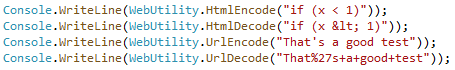 Console.WriteLine(WebUtility.HtmlEncode("if (x < 1)"));
Console.WriteLine(WebUtility.HtmlDecode("if (x &lt; 1)"));
Console.WriteLine(WebUtility.UrlEncode("That's a good test"));
Console.WriteLine(WebUtility.UrlDecode("That%27s+a+good+test"));